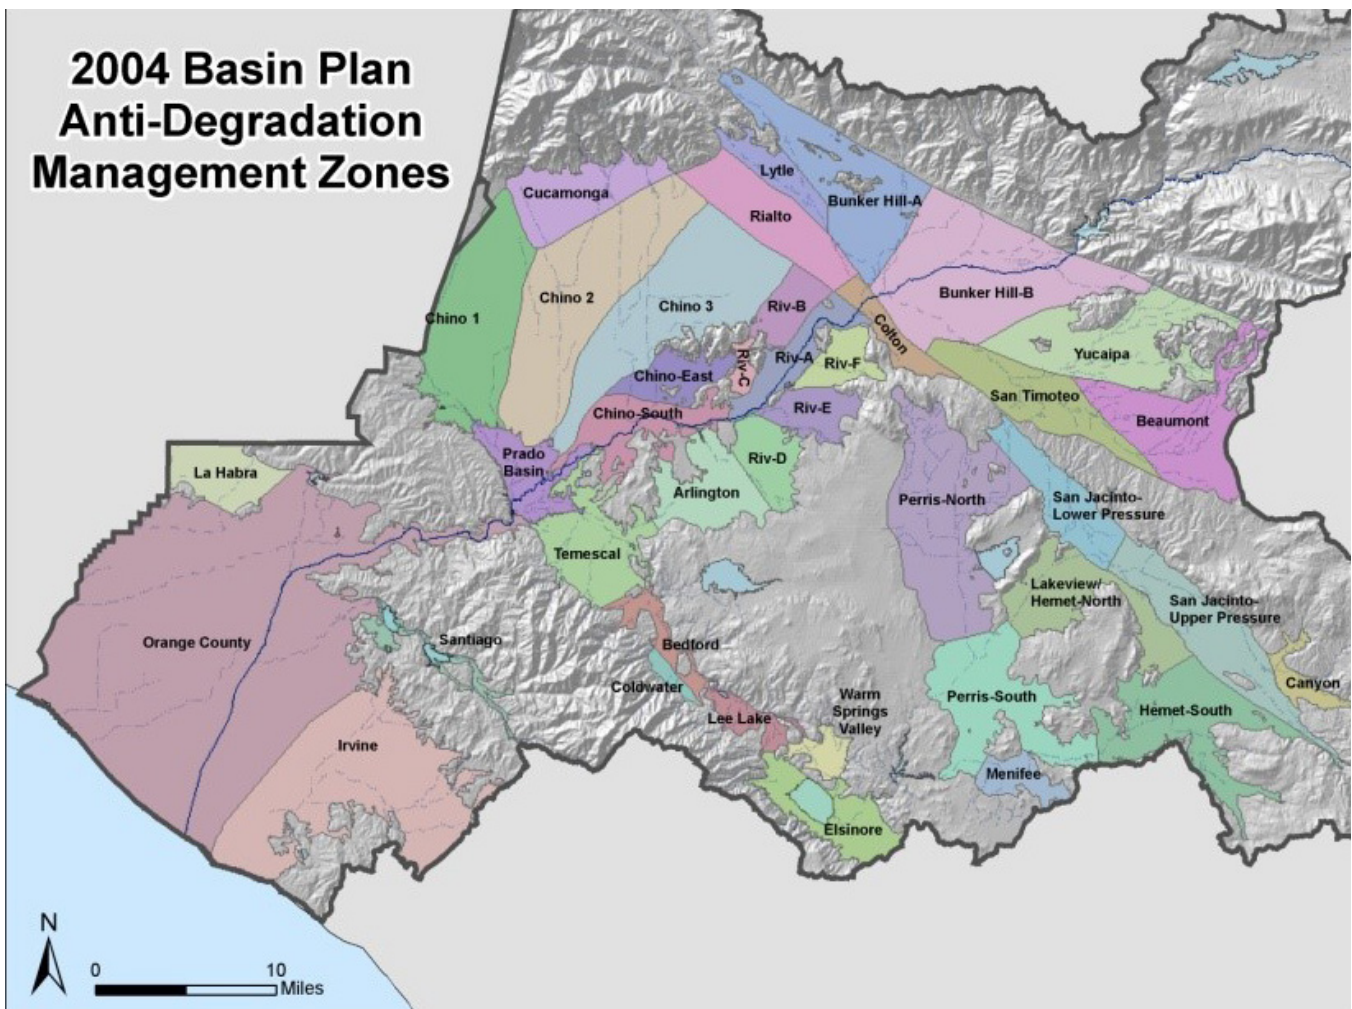 2004 Basin Plan
Anti-Degradation
Management Zones
Lytle
Cucamonga
Bunker Hill-A
Rialto
Chino 2
Bunker Hill-B
Chino 3
Riv-B
Chino 1
Colton
Yucaipa
Riv-A
Riv-F
Riv-C
Chino-East
San Timoteo
Riv-E
Chino-South
Beaumont
Prado
Basin
Riv-D
La Habra
Arlington
Perris-North
San Jacinto-
Lower Pressure
Temescal
Lakeview/
Hemet-North
San Jacinto-
Upper Pressure
Orange County
Santiago
Bedford
Coldwater
Canyon
Warm
Springs
Valley
Perris-South
Hemet-South
Lee Lake
Irvine
Menifee
Elsinore
N
0
10
Miles